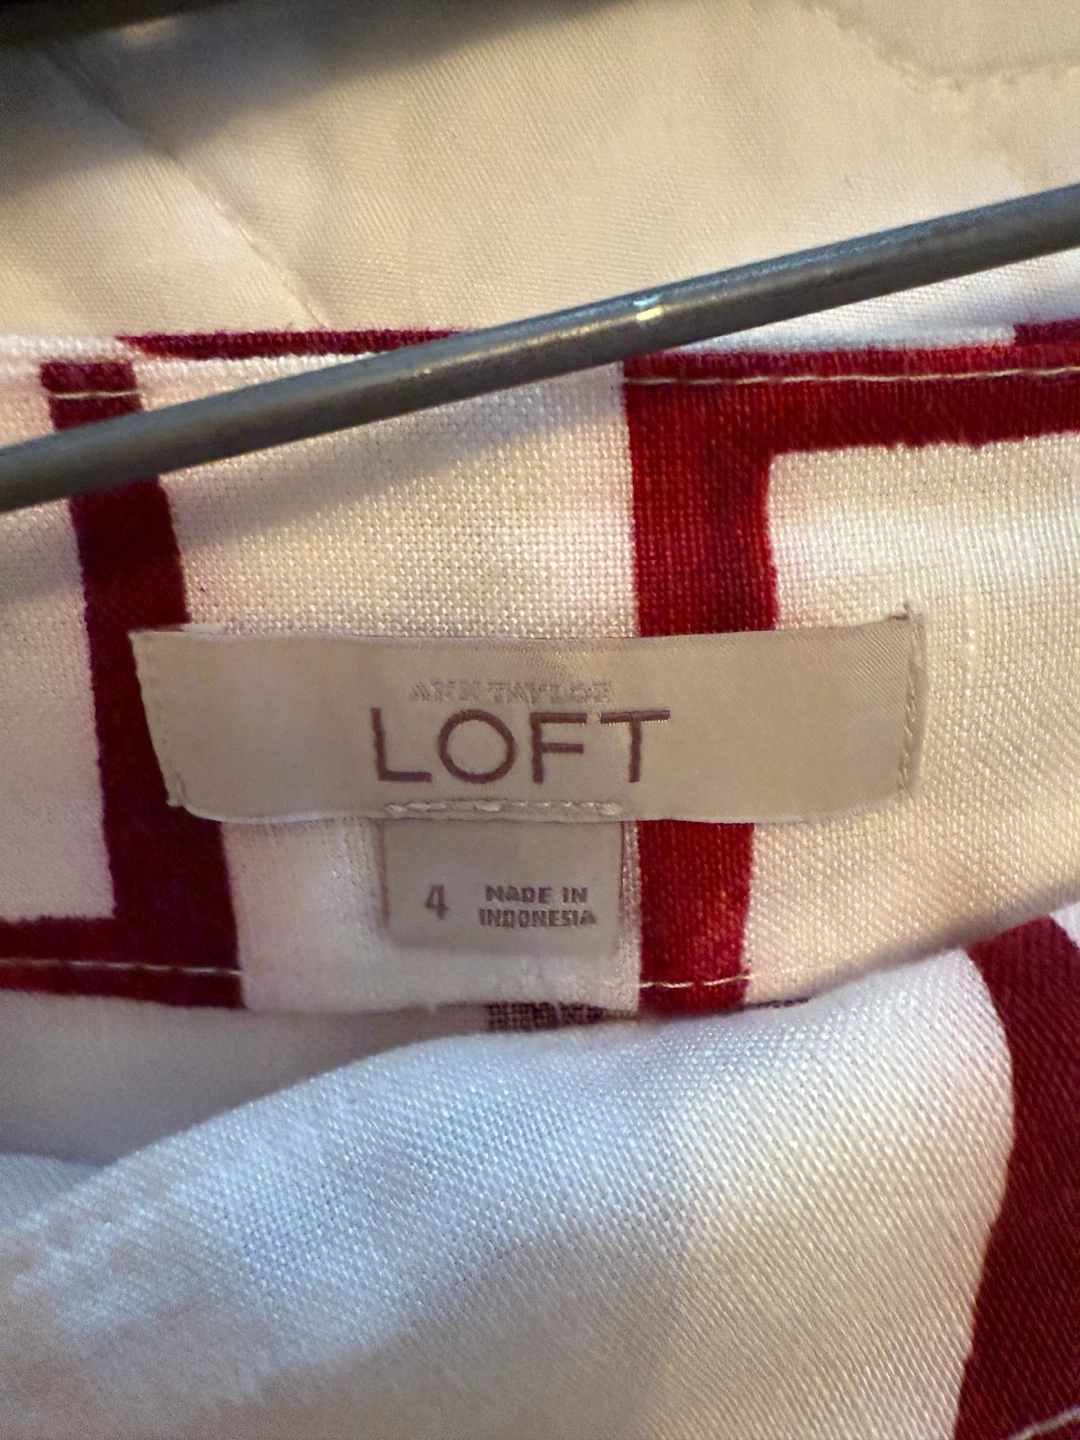 ANN TAYLOR
LOFT
4
MADE IN
INDONESIA